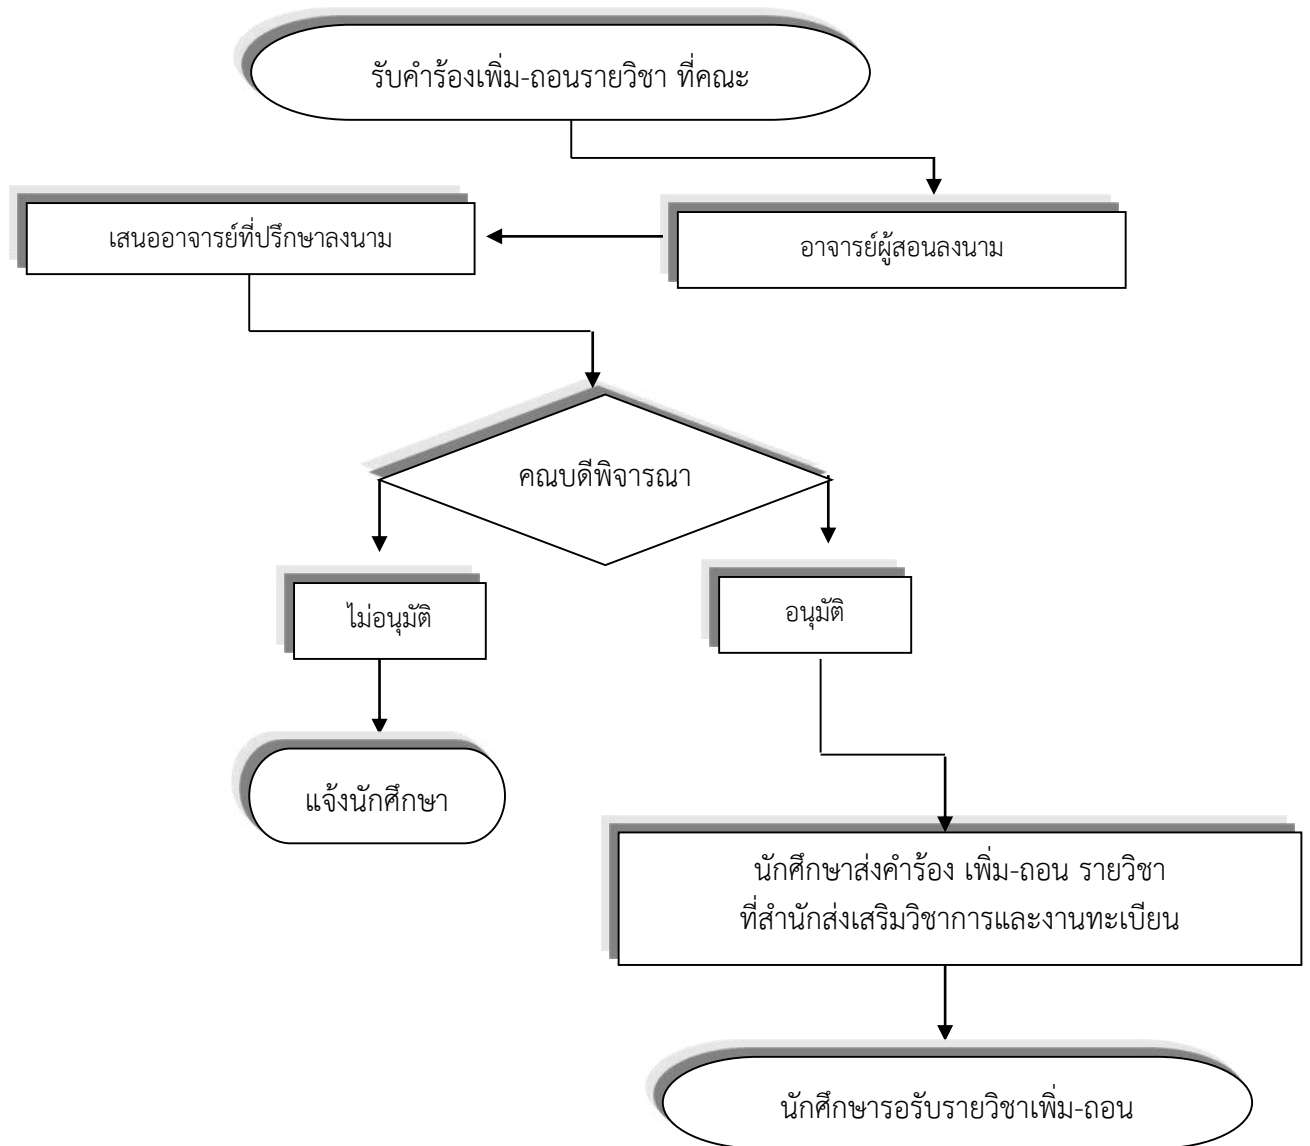 รับคำร้องเพิ่ม-ถอนรายวิชา ที่คณะ
อาจารย์ผู้สอนลงนาม
เสนออาจารย์ที่ปรึกษาลงนาม
คณบดีพิจารณา
ไม่อนุมัติ
อนุมัติ
แจ้งนักศึกษา
นักศึกษาส่งคำร้อง เพิ่ม-ถอน รายวิชา
ที่สำนักส่งเสริมวิชาการและงานทะเบียน
นักศึกษารอรับรายวิชาเพิ่ม-ถอน